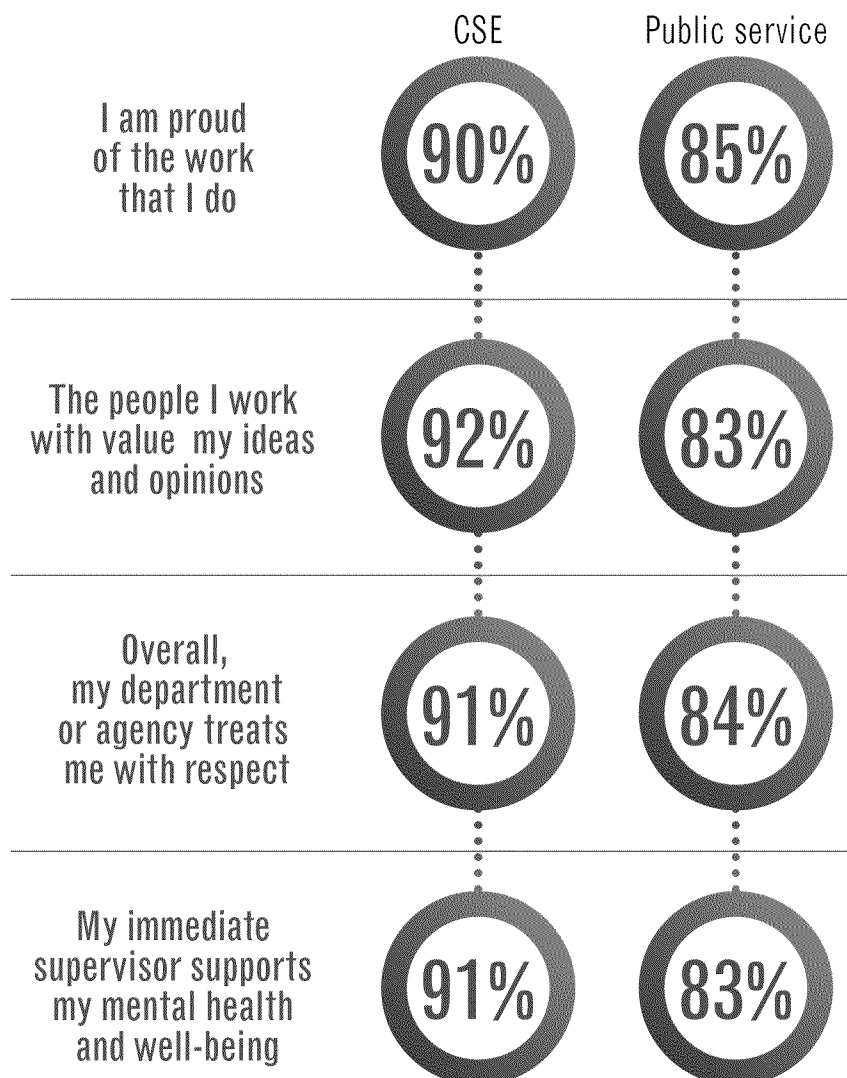 CSE Public service
I am proud
of the work
that I do
90% 85%
The people I work
with value my ideas
and opinions
92% 83%
Overall,
my department
or agency treats
me with respect
91% 84%
My immediate
supervisor supports
my mental health
and well-being
91% 83%